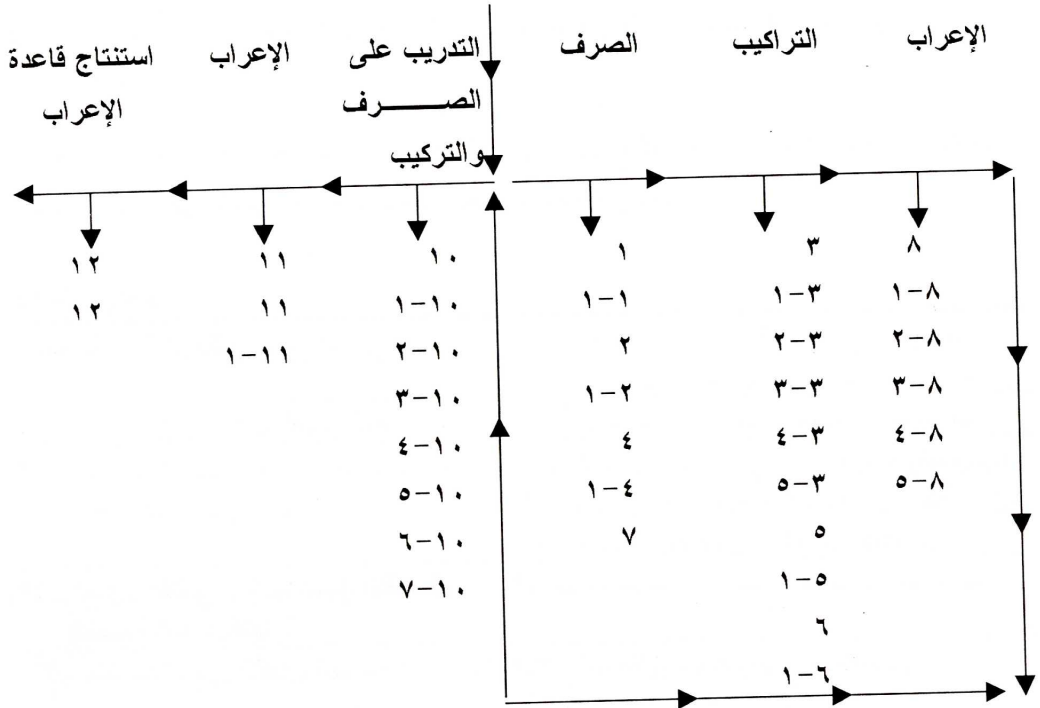 الإعراب التراكيب الصرف التدريب على الإعراب استنتاج قاعدة
الصـــــرف الإعراب
والتركيب
٨ ٣ ١ ١٠ ١١ ١٢
٨-١ ٣-١ ١-١ ١٠-١ ١١ ١٢
٨-٢ ٣-٢ ٢ ١٠-٢ ١١-١
٨-٣ ٣-٣ ٢-١ ١٠-٣
٨-٤ ٣-٤ ٤ ١٠-٤
٨-٥ ٣-٥ ٤-١ ١٠-٥
٥ ٧ ١٠-٦
٥-١ ١٠-٧
٦
٦-١